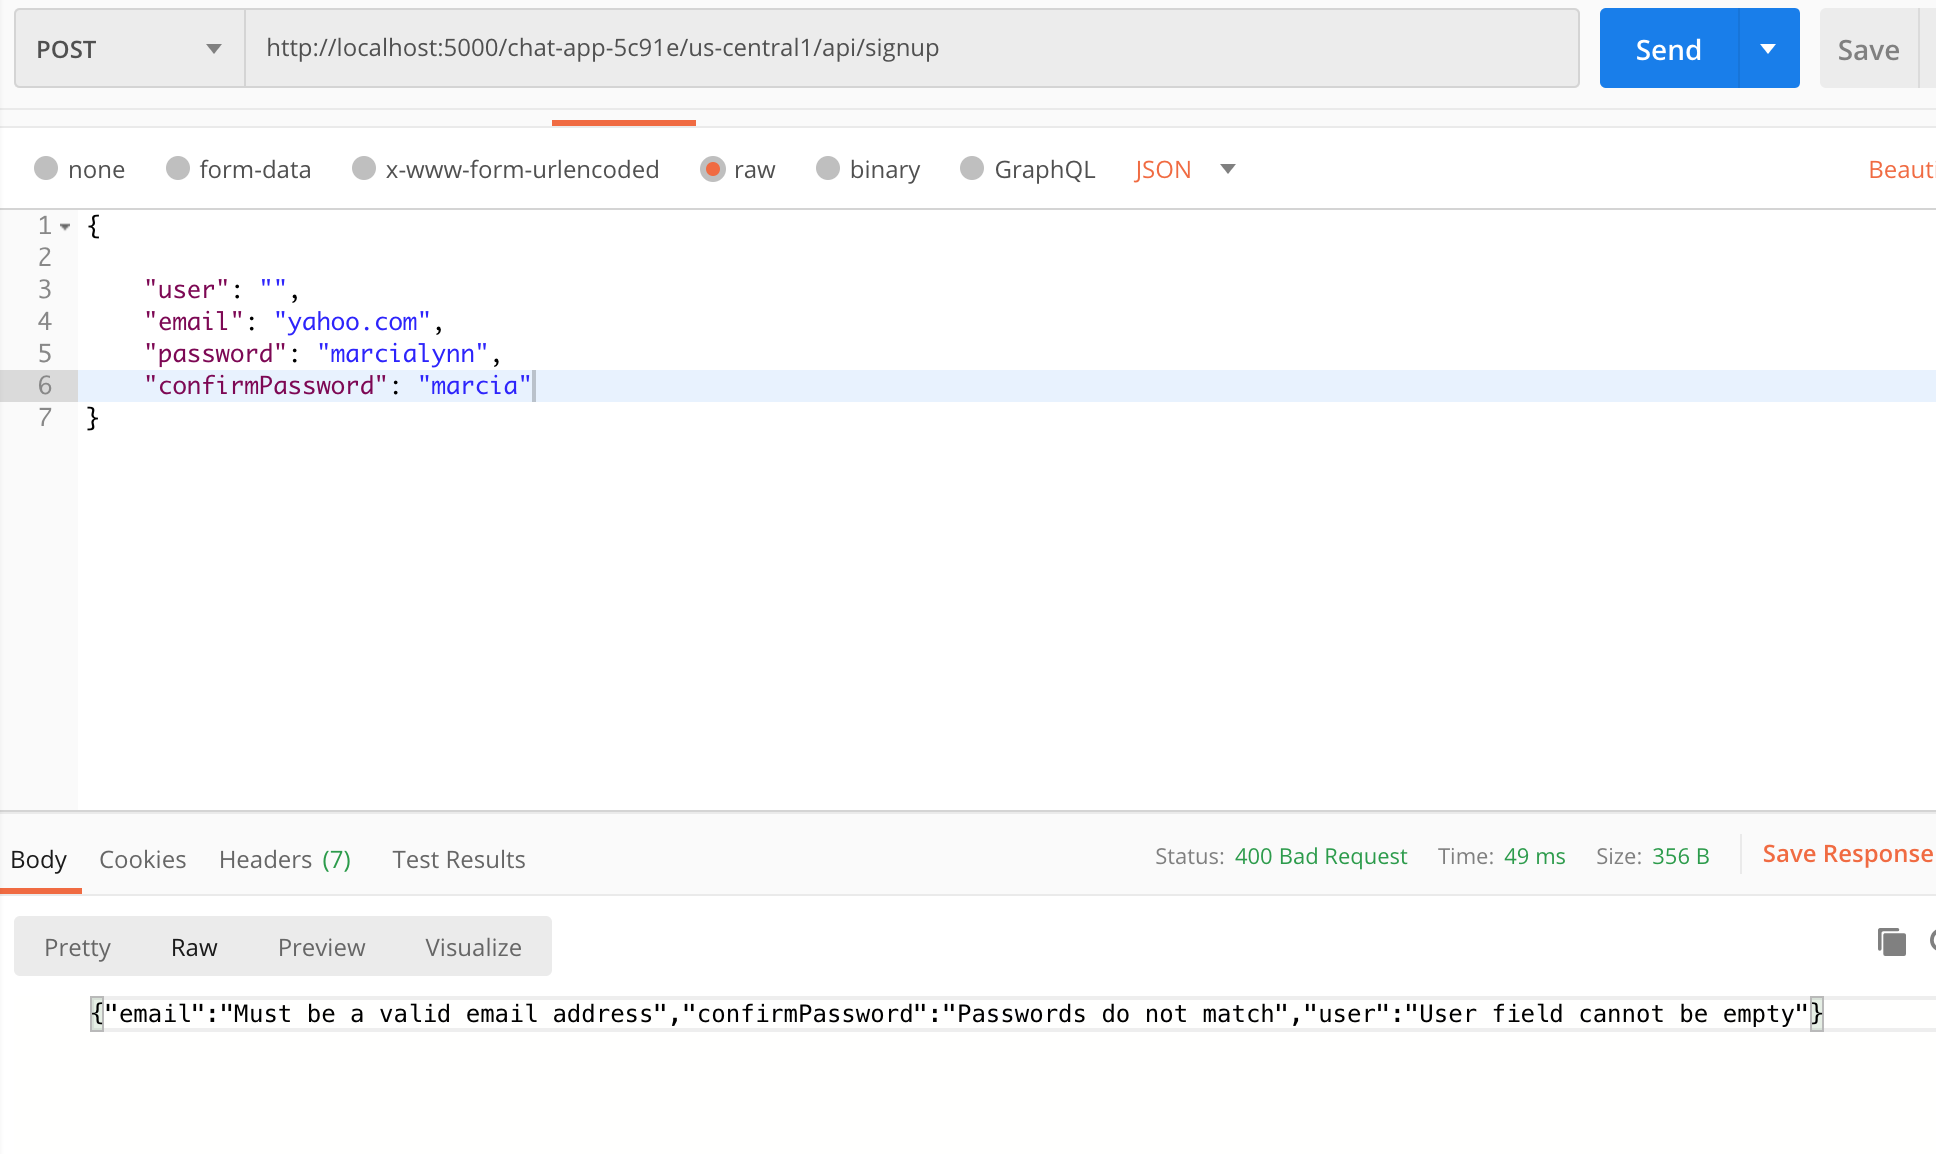 POST http://localhost:5000/chat-app-5c91e/us-central1/api/signup Send Save
none form-data x-www-form-urlencoded raw binary GraphQL JSON Beauti
1 {
2
3 "user": "",
4 "email": "yahoo.com",
5 "password": "marcialynn",
6 "confirmPassword": "marcia"
7 }
Body Cookies Headers (7) Test Results Status: 400 Bad Request Time: 49 ms Size: 356 B Save Response
Pretty Raw Preview Visualize
{"email":"Must be a valid email address","confirmPassword":"Passwords do not match","user":"User field cannot be empty"}